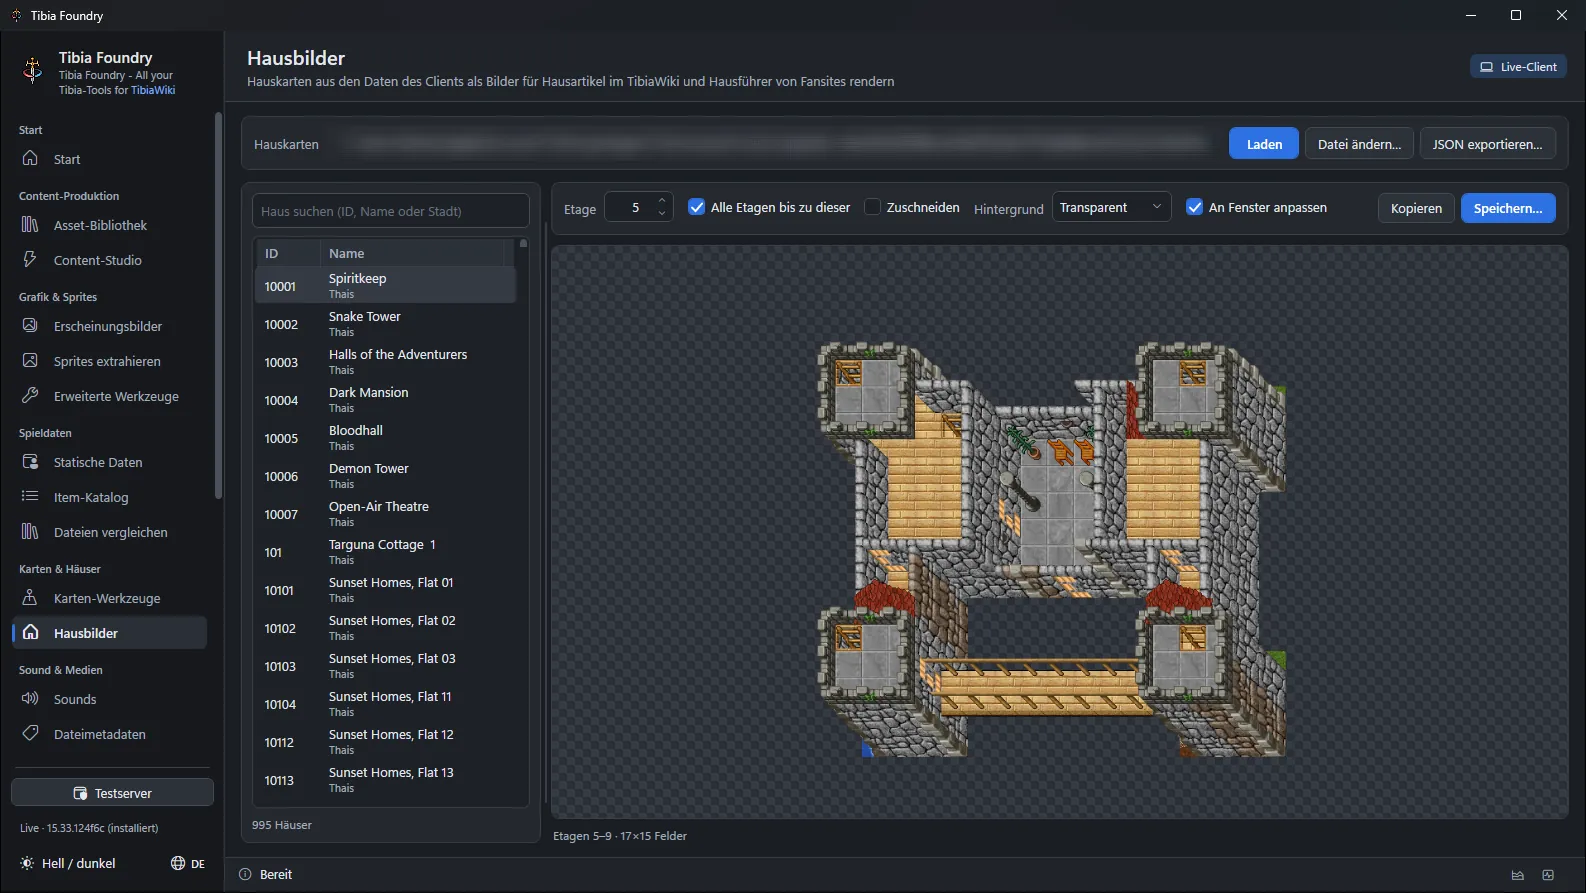 Tibia Foundry
Tibia Foundry
Tibia Foundry - All your
Tibia-Tools for TibiaWiki
Start
Start
Content-Produktion
Asset-Bibliothek
Content-Studio
Grafik & Sprites
Erscheinungsbilder
Sprites extrahieren
Erweiterte Werkzeuge
Spieldaten
Statische Daten
Item-Katalog
Dateien vergleichen
Karten & Häuser
Karten-Werkzeuge
Hausbilder
Sound & Medien
Sounds
Dateimetadaten
Testserver
Live · 15.33.124f6c (installiert)
Hell / dunkel DE
Hausbilder
Hauskarten aus den Daten des Clients als Bilder für Hausartikel im TibiaWiki und Hausführer von Fansites rendern
Live-Client
Hauskarten Laden Datei ändern... JSON exportieren...
Haus suchen (ID, Name oder Stadt)
ID Name
10001 Spiritkeep
Thais
10002 Snake Tower
Thais
10003 Halls of the Adventurers
Thais
10004 Dark Mansion
Thais
10005 Bloodhall
Thais
10006 Demon Tower
Thais
10007 Open-Air Theatre
Thais
101 Targuna Cottage 1
Thais
10101 Sunset Homes, Flat 01
Thais
10102 Sunset Homes, Flat 02
Thais
10103 Sunset Homes, Flat 03
Thais
10104 Sunset Homes, Flat 11
Thais
10112 Sunset Homes, Flat 12
Thais
10113 Sunset Homes, Flat 13
Thais
995 Häuser
Etage 5 Alle Etagen bis zu dieser Zuschneiden Hintergrund Transparent An Fenster anpassen Kopieren Speichern...
Etagen 5–9 · 17×15 Felder
Bereit